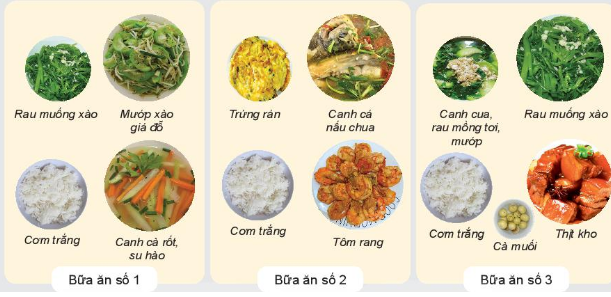 Rau muống xào
Mướp xào
giá đỗ
Cơm trắng
Canh cà rốt,
su hào
Bữa ăn số 1
Trứng rán
Canh cá
nấu chua
Cơm trắng
Tôm rang
Bữa ăn số 2
Canh cua,
rau mồng tơi,
mướp
Rau muống xào
Cơm trắng
Cà muối
Thịt kho
Bữa ăn số 3